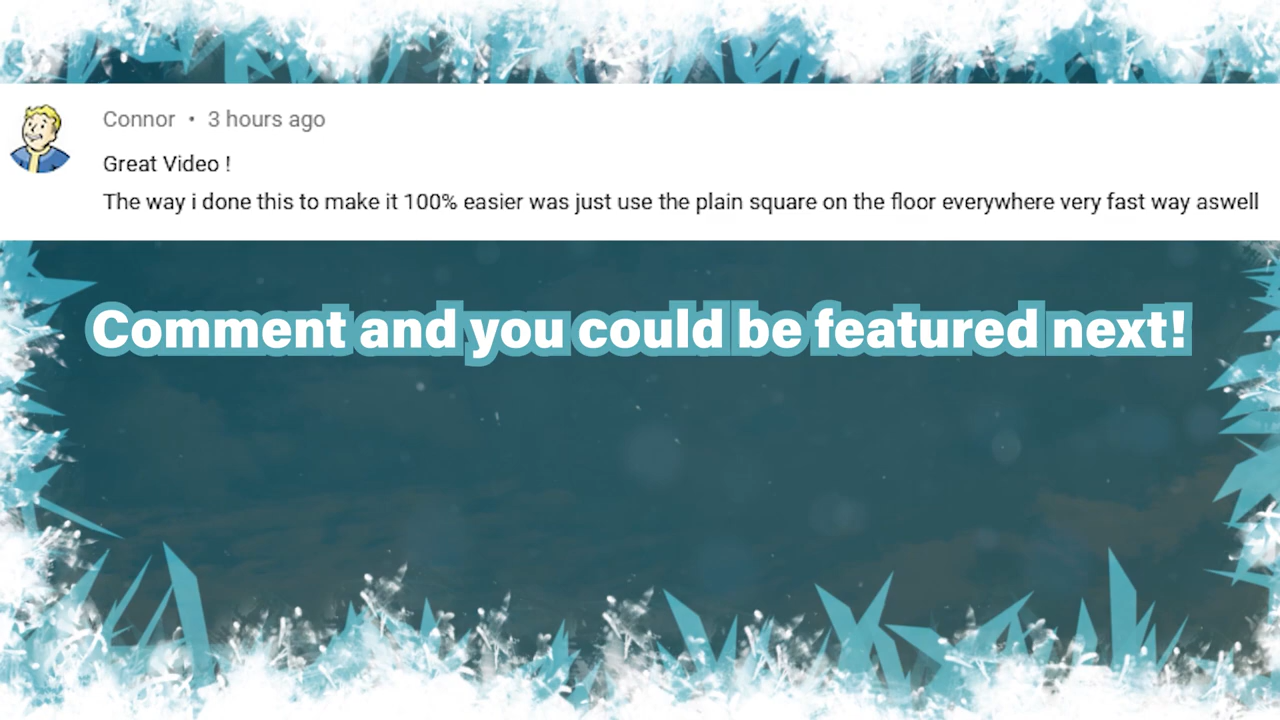 Connor • 3 hours ago
Great Video !
The way i done this to make it 100% easier was just use the plain square on the floor everywhere very fast way aswell
Comment and you could be featured next!